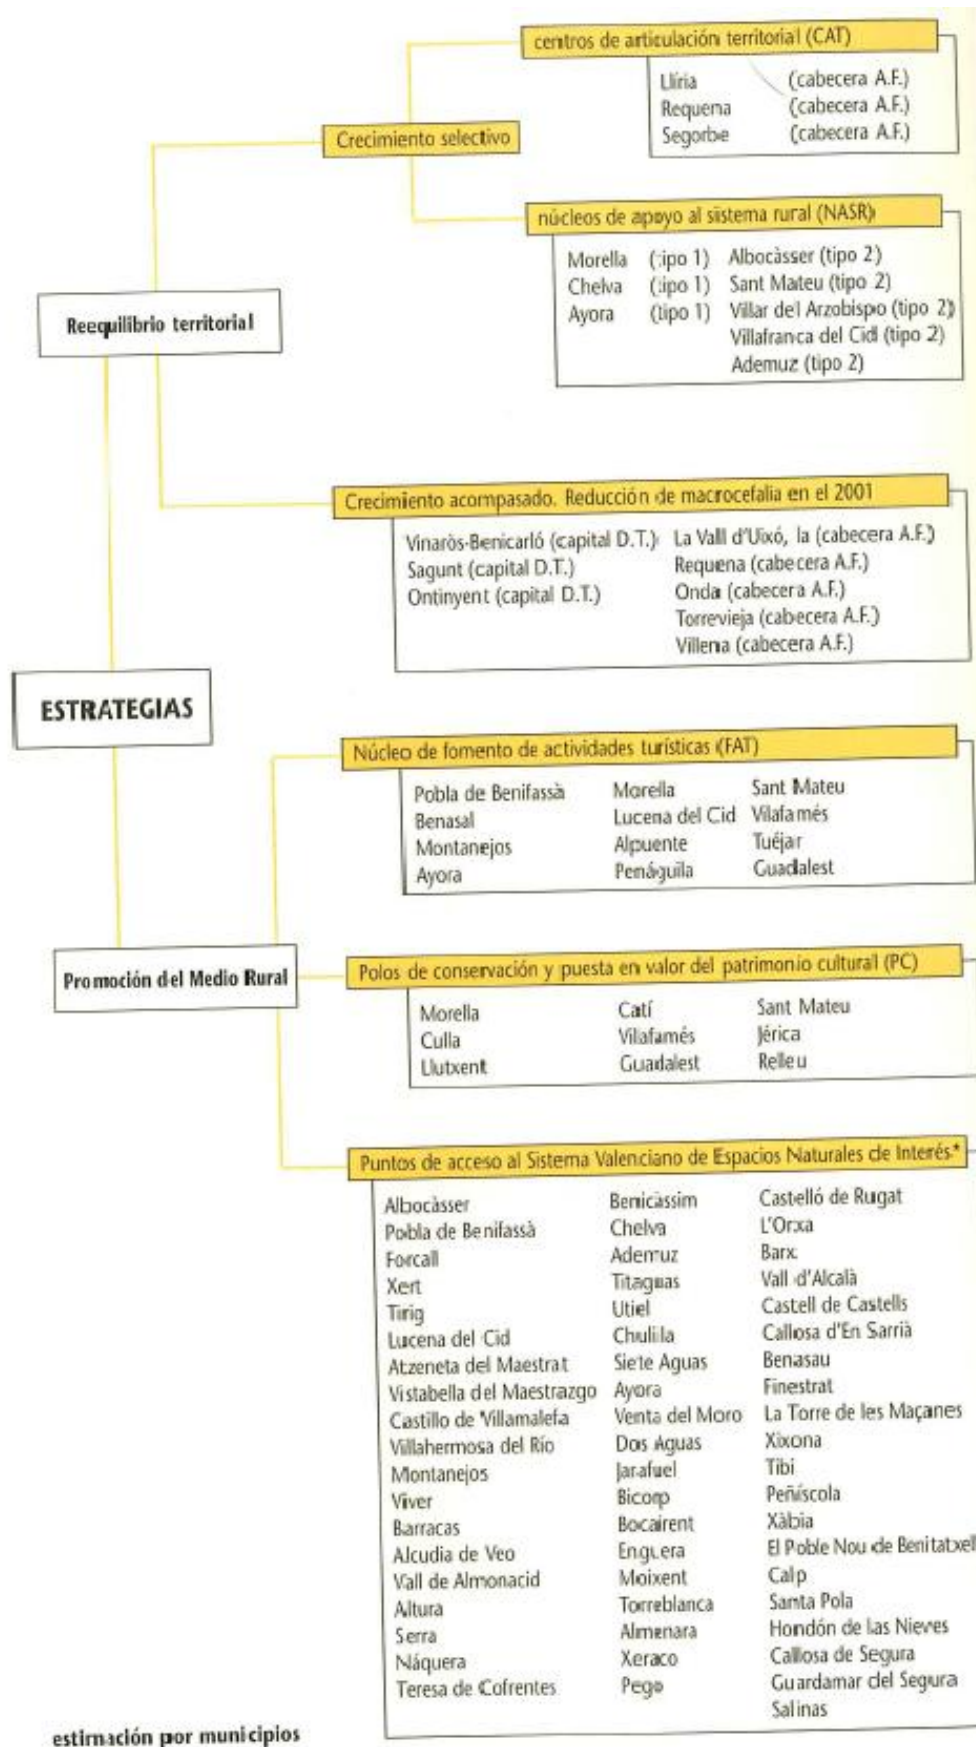 centros de articulación territorial (CAT)
Llíria (cabecera A.F.)
Requena (cabecera A.F.)
Segorbe (cabecera A.F.)
Crecimiento selectivo
núcleos de apoyo al sistema rural (NASR)
Morella (tipo 1) Albocàsser (tipo 2)
Chelva (tipo 1) Sant Mateu (tipo 2)
Ayora (tipo 1) Villar del Arzobispo (tipo 2)
Villafranca del Cid (tipo 2)
Ademuz (tipo 2)
Reequilibrio territorial
Crecimiento acompasado. Reducción de macrocefalia en el 2001
Vinaròs-Benicarló (capital D.T.) La Vall d'Uixó, la (cabecera A.F.)
Sagunt (capital D.T.) Requena (cabecera A.F.)
Ontinyent (capital D.T.) Onda (cabecera A.F.)
Torrevieja (cabecera A.F.)
Villena (cabecera A.F.)
ESTRATEGIAS
Núcleo de fomento de actividades turísticas (FAT)
Pobla de Benifassà Morella Sant Mateu
Benasal Lucena del Cid Vilafamés
Montanejos Alpuente Tuéjar
Ayora Penáguila Guadalest
Promoción del Medio Rural
Polos de conservación y puesta en valor del patrimonio cultural (PC)
Morella Catí Sant Mateu
Culla Vilafamés Jérica
Llutxent Guadalest Relleu
Puntos de acceso al Sistema Valenciano de Espacios Naturales de Interés*
Albocàsser Benicàssim Castelló de Rugat
Pobla de Benifassà Chelva L'Orxa
Forcall Ademuz Barx
Xert Titaguas Vall d'Alcalà
Tirig Utiel Castell de Castells
Lucena del Cid Chulilla Callosa d'En Sarrià
Atzeneta del Maestrat Siete Aguas Benasau
Vistabella del Maestrazgo Ayora Finestrat
Castillo de Villamalefa Venta del Moro La Torre de les Maçanes
Villahermosa del Río Dos Aguas Xixona
Montanejos Jarafuel Tibi
Viver Bicorp Peñíscola
Barracas Bocairent Xàbia
Alcudia de Veo Enguera El Poble Nou de Benitatxell
Vall de Almonacid Moixent Calp
Altura Torreblanca Santa Pola
Serra Almenara Hondón de las Nieves
Náquera Xeraco Callosa de Segura
Teresa de Cofrentes Pego Guardamar del Segura
Salinas
estimación por municipios